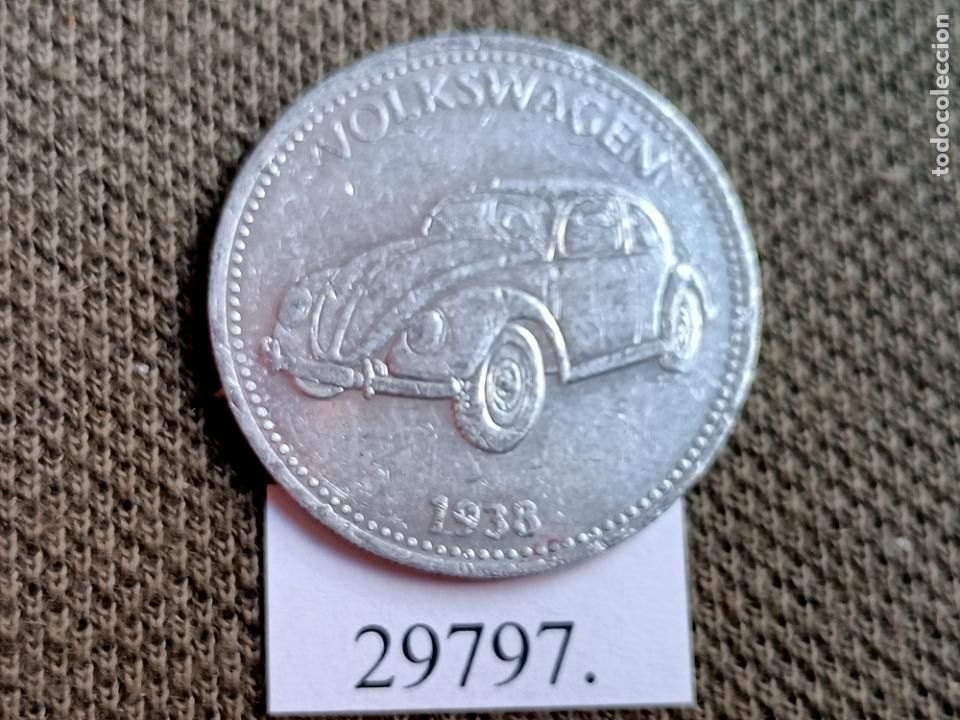 VOLKSWAGEN
1938
29797.
todocoleccion